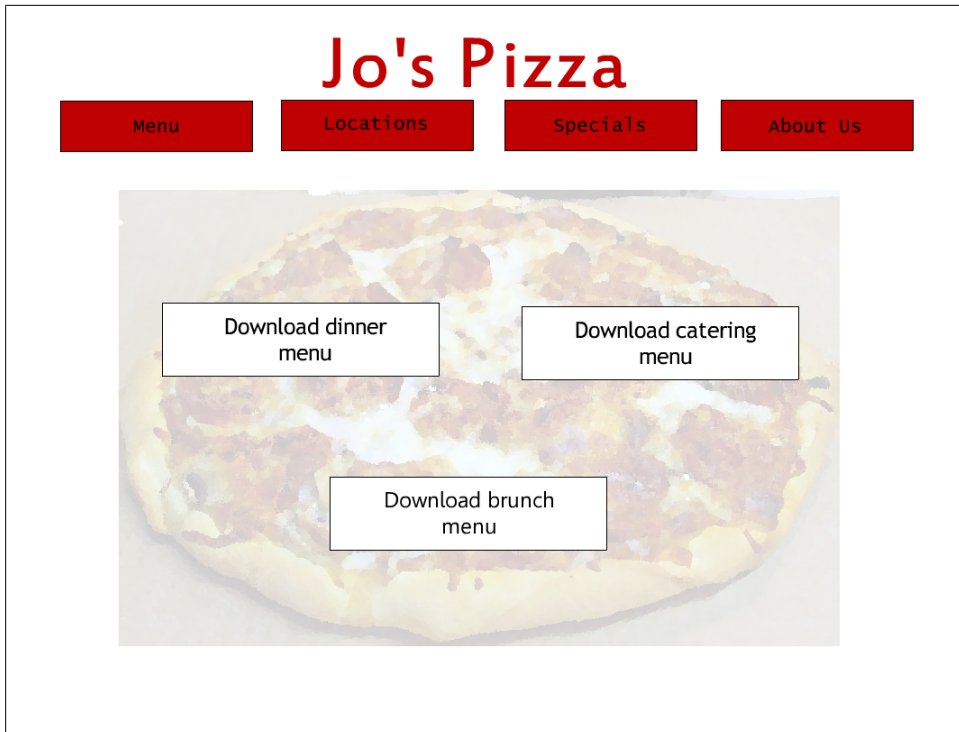 Jo's Pizza
Menu
Locations
Specials
About Us
Download dinner
menu
Download catering
menu
Download brunch
menu